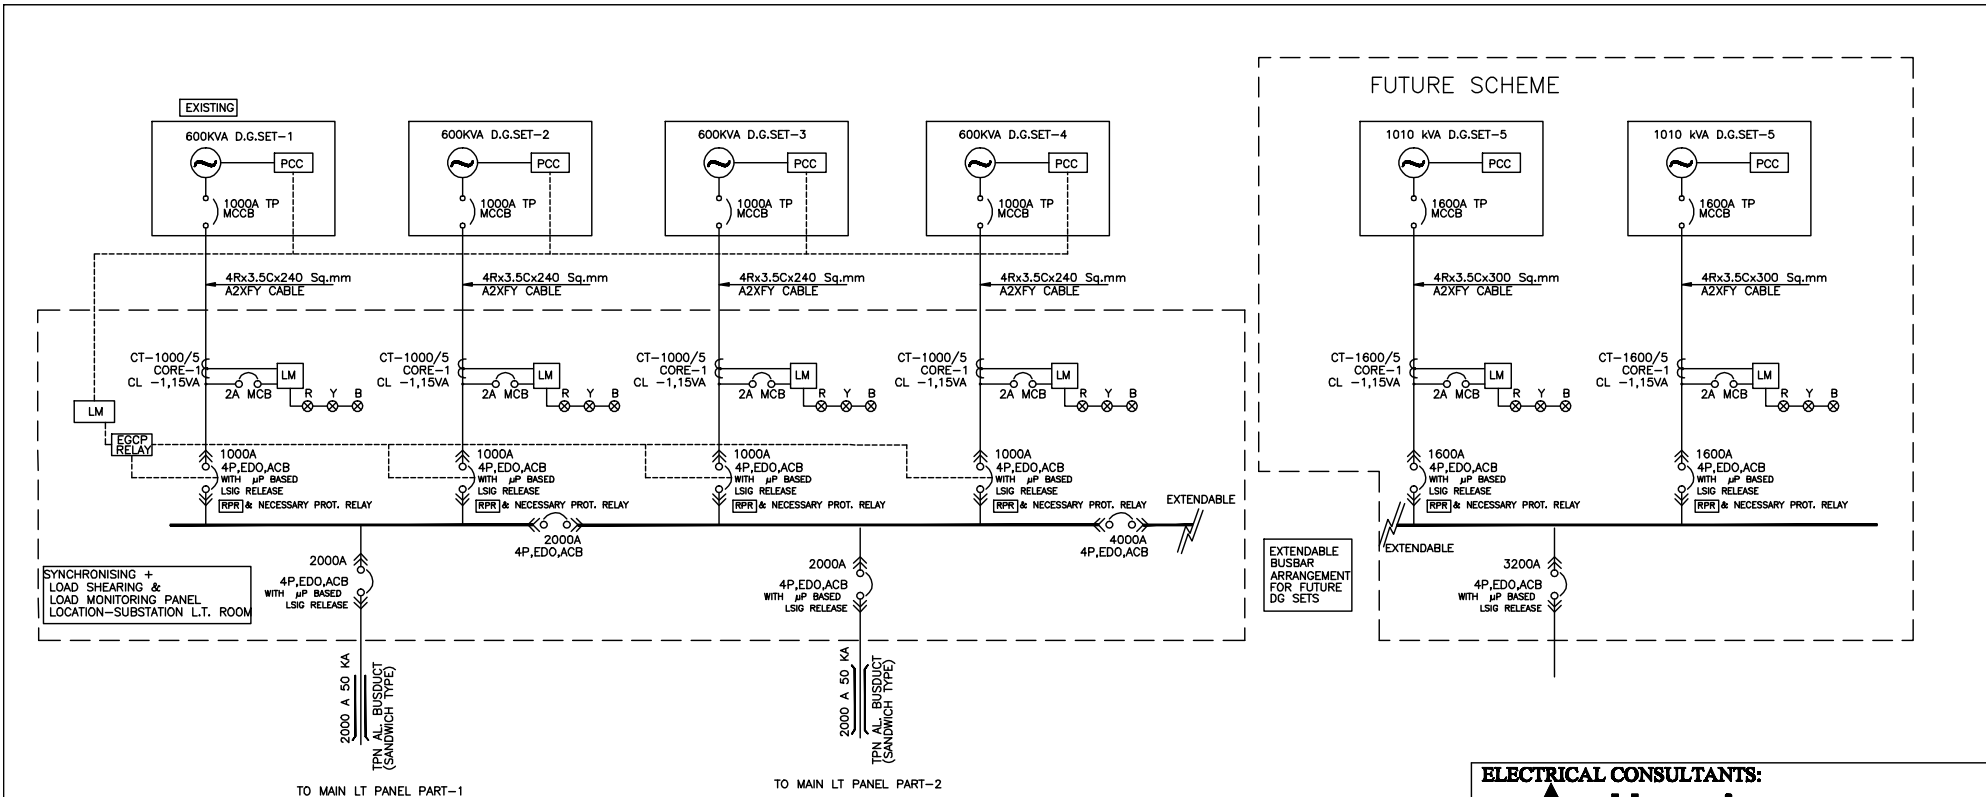 FUTURE SCHEME
EXISTING
600KVA D.G.SET-1
PCC
1000A TP
MCCB
600KVA D.G.SET-2
PCC
1000A TP
MCCB
600KVA D.G.SET-3
PCC
1000A TP
MCCB
600KVA D.G.SET-4
PCC
1000A TP
MCCB
1010 kVA D.G.SET-5
PCC
1600A TP
MCCB
1010 kVA D.G.SET-5
PCC
1600A TP
MCCB
4Rx3.5Cx240 Sq.mm
A2XFY CABLE
4Rx3.5Cx240 Sq.mm
A2XFY CABLE
4Rx3.5Cx240 Sq.mm
A2XFY CABLE
4Rx3.5Cx240 Sq.mm
A2XFY CABLE
4Rx3.5Cx300 Sq.mm
A2XFY CABLE
4Rx3.5Cx300 Sq.mm
A2XFY CABLE
CT-1000/5
CORE-1
CL -1,15VA
LM
2A MCB
R Y B
CT-1000/5
CORE-1
CL -1,15VA
LM
2A MCB
R Y B
CT-1000/5
CORE-1
CL -1,15VA
LM
2A MCB
R Y B
CT-1000/5
CORE-1
CL -1,15VA
LM
2A MCB
R Y B
CT-1600/5
CORE-1
CL -1,15VA
LM
2A MCB
R Y B
CT-1600/5
CORE-1
CL -1,15VA
LM
2A MCB
R Y B
LM
EGCP
RELAY
1000A
4P,EDO,ACB
WITH µP BASED
LSIG RELEASE
RPR & NECESSARY PROT. RELAY
1000A
4P,EDO,ACB
WITH µP BASED
LSIG RELEASE
RPR & NECESSARY PROT. RELAY
1000A
4P,EDO,ACB
WITH µP BASED
LSIG RELEASE
RPR & NECESSARY PROT. RELAY
1000A
4P,EDO,ACB
WITH µP BASED
LSIG RELEASE
RPR & NECESSARY PROT. RELAY
1600A
4P,EDO,ACB
WITH µP BASED
LSIG RELEASE
RPR & NECESSARY PROT. RELAY
1600A
4P,EDO,ACB
WITH µP BASED
LSIG RELEASE
RPR & NECESSARY PROT. RELAY
EXTENDABLE
2000A
4P,EDO,ACB
4000A
4P,EDO,ACB
EXTENDABLE
SYNCHRONISING +
LOAD SHEARING &
LOAD MONITORING PANEL
LOCATION-SUBSTATION L.T. ROOM
2000A
4P,EDO,ACB
WITH µP BASED
LSIG RELEASE
2000A
4P,EDO,ACB
WITH µP BASED
LSIG RELEASE
EXTENDABLE
BUSBAR
ARRANGEMENT
FOR FUTURE
DG SETS
3200A
4P,EDO,ACB
WITH µP BASED
LSIG RELEASE
2000 A 50 KA
TPN AL. BUSDUCT
(SANDWICH TYPE)
2000 A 50 KA
TPN AL. BUSDUCT
(SANDWICH TYPE)
TO MAIN LT PANEL PART-1
TO MAIN LT PANEL PART-2
ELECTRICAL CONSULTANTS: